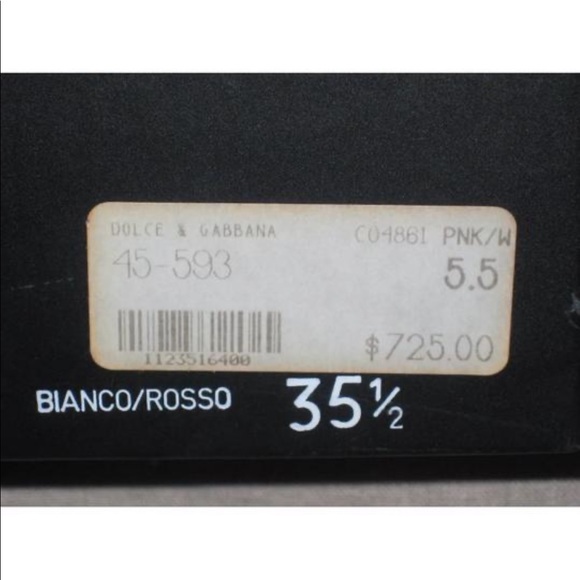 DOLCE & GABBANA C04861 PNK/W
45-593 5.5
1123516400 $725.00
BIANCO/ROSSO 35½